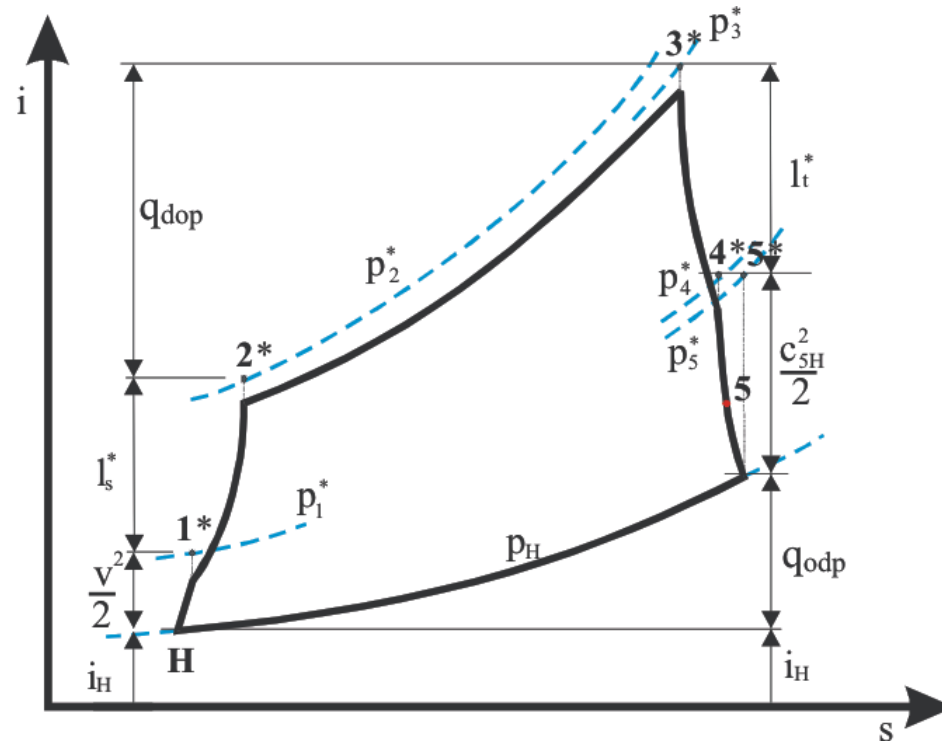 i
p₃*
3*
q_dop
l_t*
p₂*
4* 5*
p₄*
p₅*
2*
c²_5H/2
5
l_s*
p₁*
1*
p_H
v²/2
q_odp
H
i_H
i_H
s